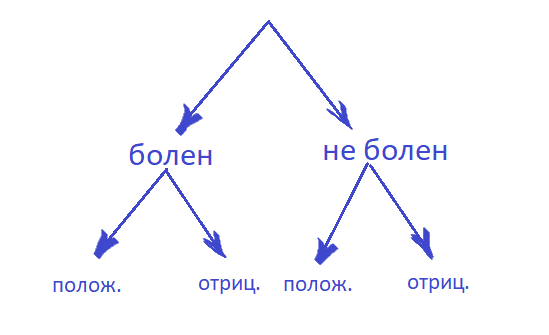 болен
не болен
полож.
отриц.
полож.
отриц.